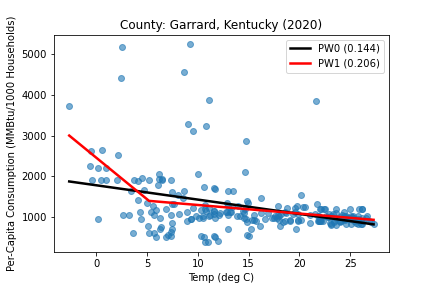 County: Garrard, Kentucky (2020)
Per-Capita Consumption (MMBtu/1000 Households)
5000
4000
3000
2000
1000
PW0 (0.144)
PW1 (0.206)
0
5
10
15
20
25
Temp (deg C)